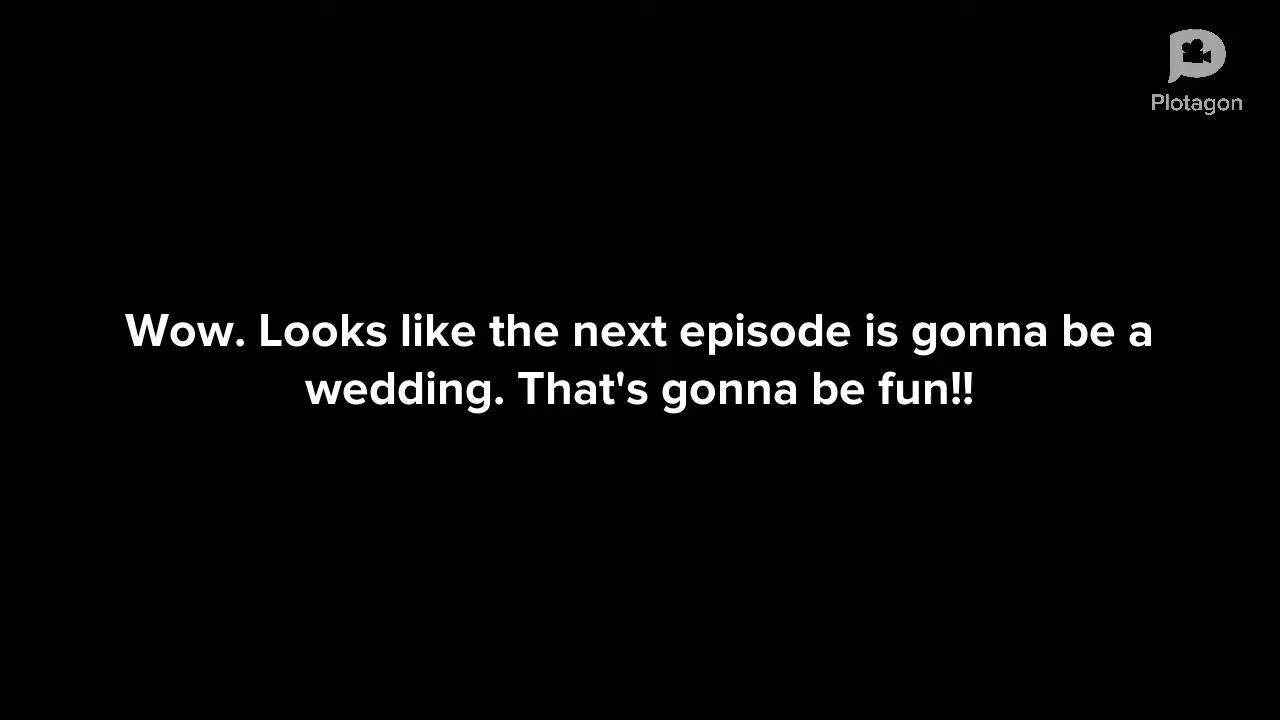 Plotagon
Wow. Looks like the next episode is gonna be a
wedding. That's gonna be fun!!